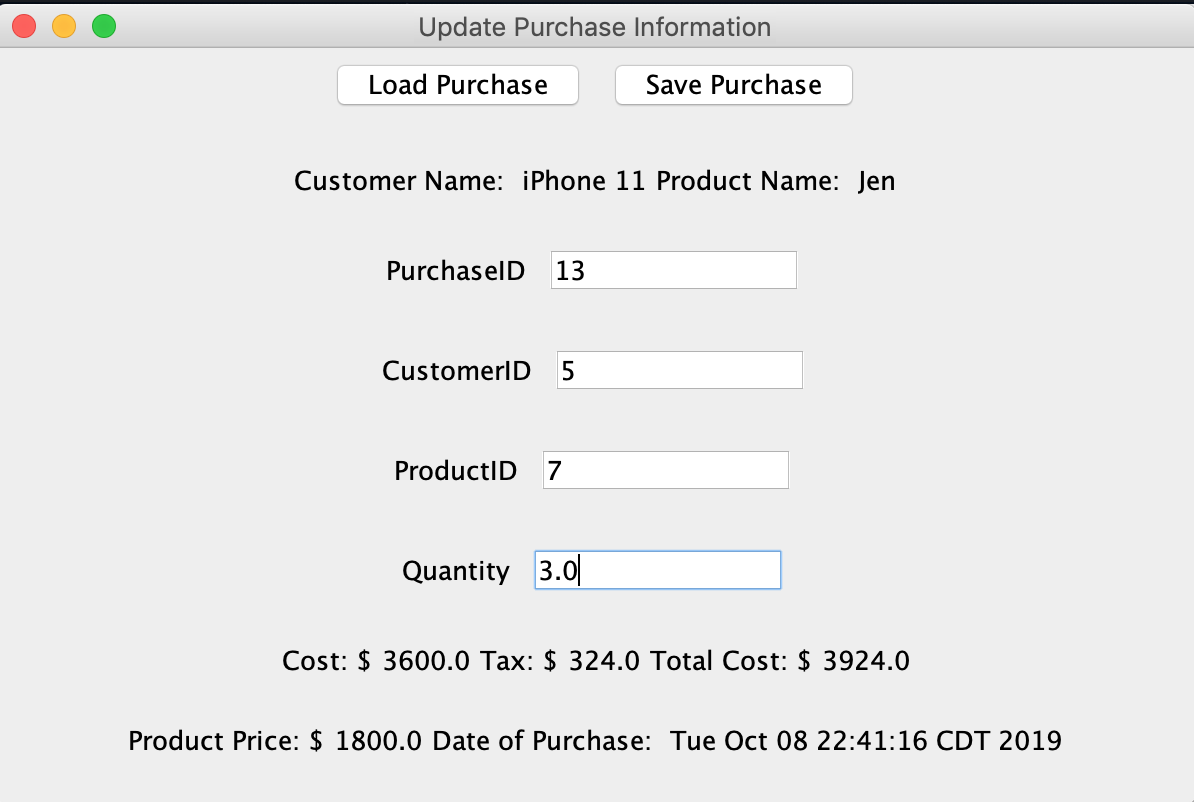 Update Purchase Information
Load Purchase Save Purchase
Customer Name: iPhone 11 Product Name: Jen
PurchaseID 13
CustomerID 5
ProductID 7
Quantity 3.0
Cost: $ 3600.0 Tax: $ 324.0 Total Cost: $ 3924.0
Product Price: $ 1800.0 Date of Purchase: Tue Oct 08 22:41:16 CDT 2019